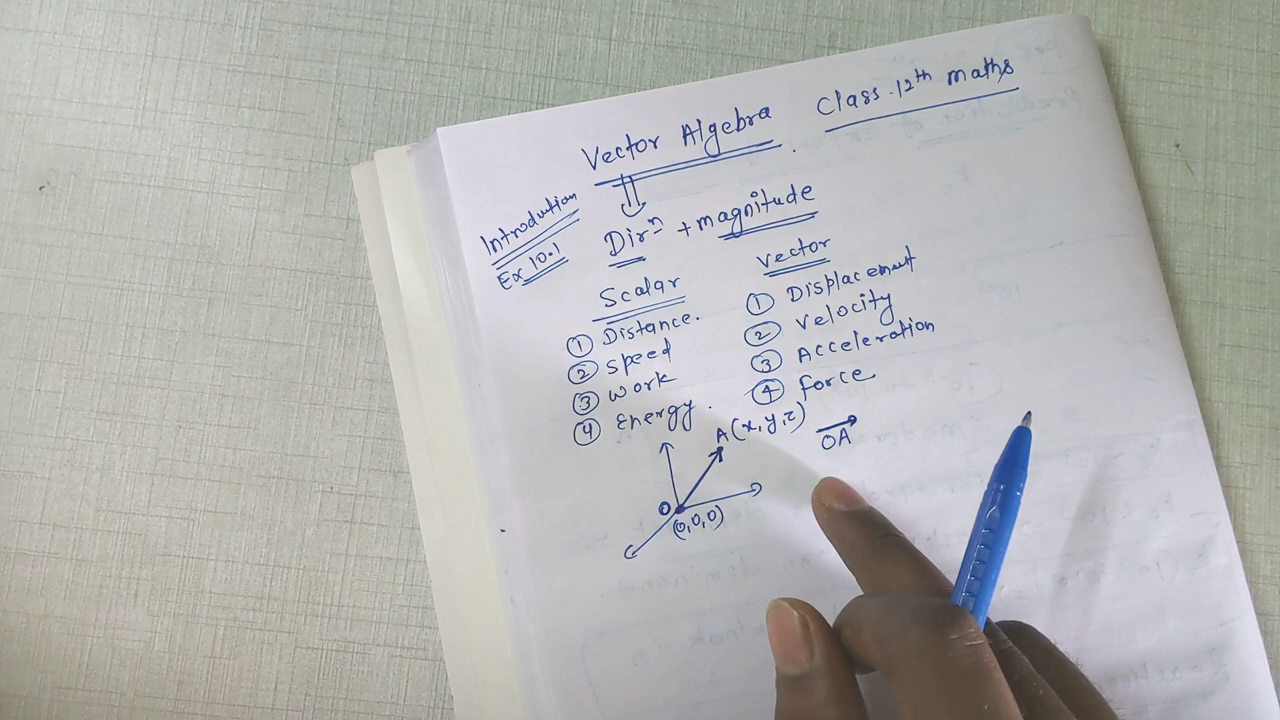 Vector Algebra. Class.12th maths
Introdution
Ex 10.1
Dirn + magnitude
Scalar
① Distance.
② Speed
③ Work
④ Energy.
Vector
① Displacement
② Velocity
③ Acceleration
④ force
A(x,y,z) OA
O
(0,0,0)